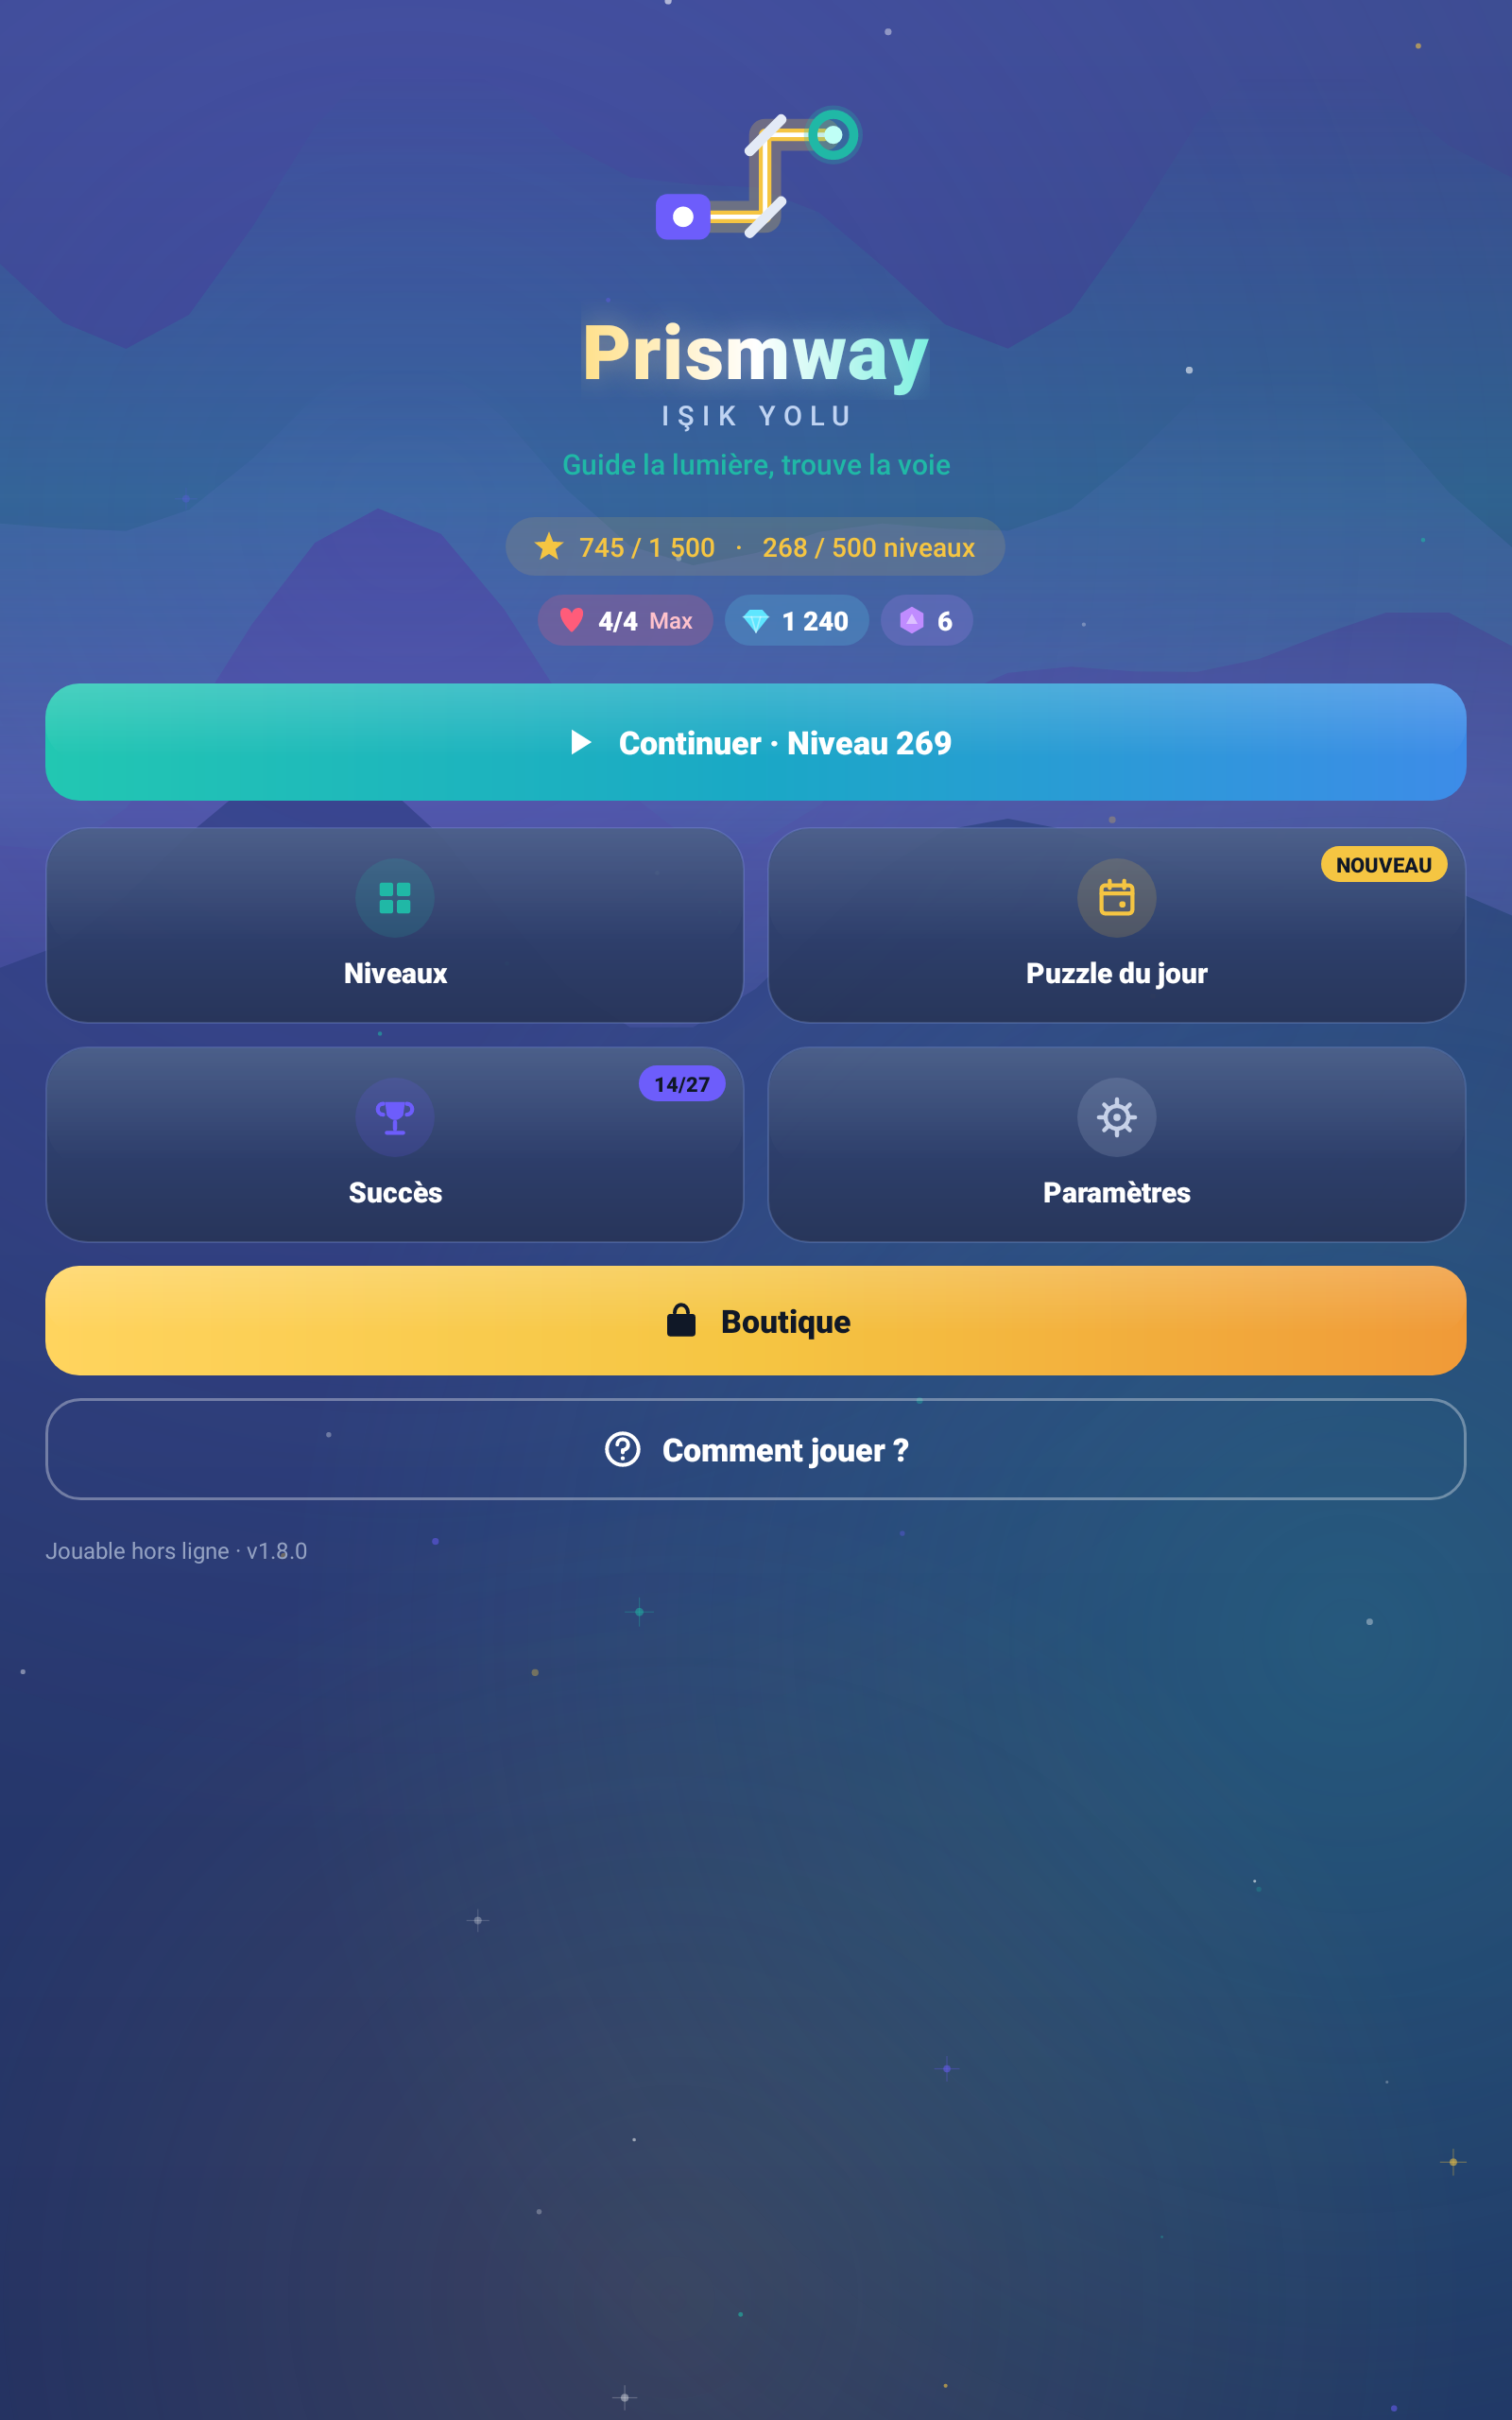 Prismway
IŞIK YOLU
Guide la lumière, trouve la voie
745 / 1 500 · 268 / 500 niveaux
4/4 Max 1 240 6
Continuer · Niveau 269
Niveaux
NOUVEAU
Puzzle du jour
14/27
Succès
Paramètres
Boutique
Comment jouer ?
Jouable hors ligne · v1.8.0